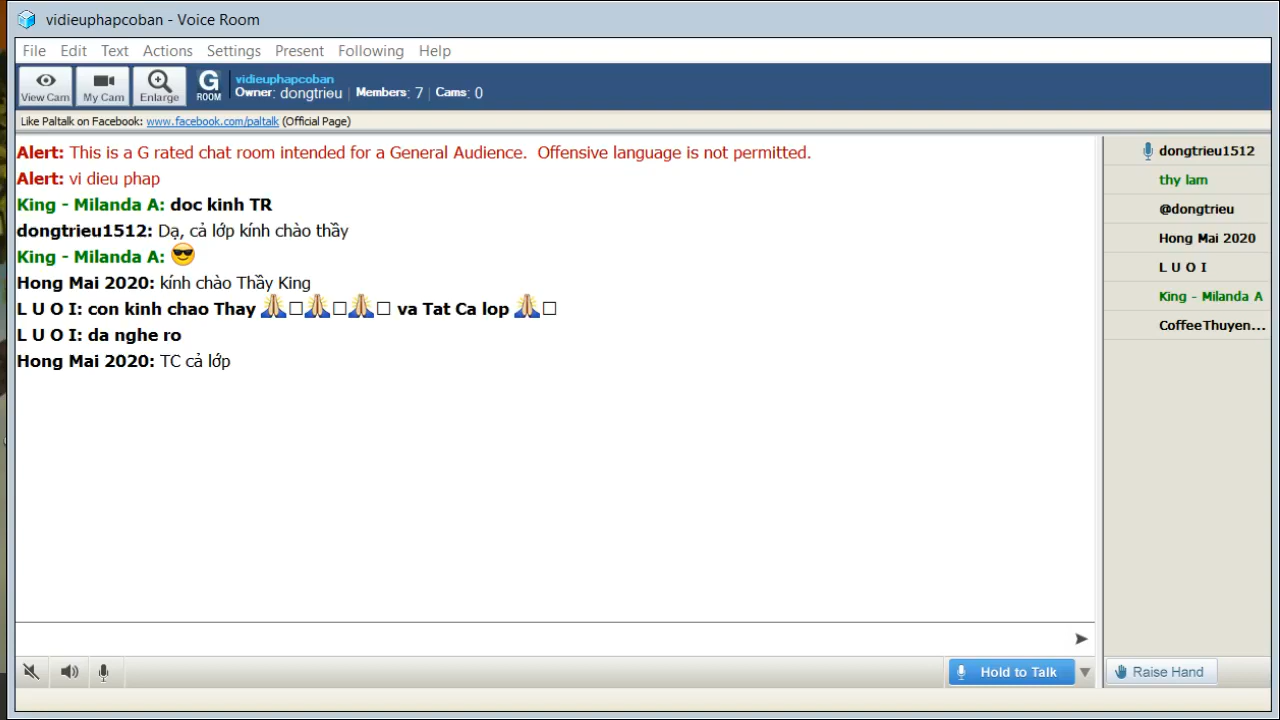 vidieuphapcoban - Voice Room
File Edit Text Actions Settings Present Following Help
View Cam My Cam Enlarge G ROOM
vidieuphapcoban
Owner: dongtrieu | Members: 7 | Cams: 0
Like Paltalk on Facebook: www.facebook.com/paltalk (Official Page)
Alert: This is a G rated chat room intended for a General Audience. Offensive language is not permitted.
Alert: vi dieu phap
King - Milanda A: doc kinh TR
dongtrieu1512: Dạ, cả lớp kính chào thầy
King - Milanda A: 😎
Hong Mai 2020: kính chào Thầy King
L U O I: con kinh chao Thay 🙏□🙏□🙏□ va Tat Ca lop 🙏□
L U O I: da nghe ro
Hong Mai 2020: TC cả lớp
dongtrieu1512
thy lam
@dongtrieu
Hong Mai 2020
L U O I
King - Milanda A
CoffeeThuyen...
Hold to Talk
Raise Hand